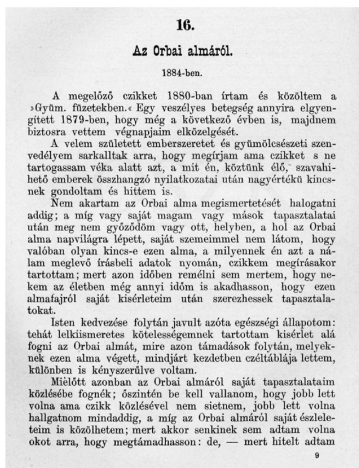 16.
Az Orbai almáról.
1884-ben.
A megelőző czikket 1880-ban írtam és közöltem a
»Gyüm. füzetekben.« Egy veszélyes betegség annyira elgyen-
gített 1879-ben, hogy még a következő évben is, majdnem
biztosra vettem végnapjaim elközelgését.
A velem született emberszeretet és gyümölcsészeti szen-
vedélyem sarkalltak arra, hogy megírjam ama czikket s ne
tartogassam véka alatt azt, a mit én, köztünk élő, szavahi-
hető emberek összhangzó nyilatkozatai után nagyértékű kincs-
nek gondoltam és hittem is.
Nem akartam az Orbai alma megismertetését halogatni
addig; a míg vagy saját magam vagy mások tapasztalatai
után meg nem győződöm vagy ott, helyben, a hol az Orbai
alma napvilágra lépett, saját szemeimmel nem látom, hogy
valóban olyan kincs-e ezen alma, a milyennek én azt a ná-
lam meglevő írásbeli adatok nyomán, czikkem megírásakor
tartottam; mert azon időben remélni sem mertem, hogy ne-
kem az életben még annyi időm is akadhasson, hogy ezen
almafajról saját kisérleteim után szerezhessek tapasztala-
tokat.
Isten kedvezése folytán javult azóta egészségi állapotom:
tehát lelkiismeretes kötelességemnek tartottam kisérlet alá
fogni az Orbai almát, mire azon támadások folytán, melyek-
nek ezen alma végett, mindjárt kezdetben czéltáblája lettem,
különben is kényszerülve voltam.
Mielőtt azonban az Orbai almáról saját tapasztalataim
közlésébe fognék; őszintén be kell vallanom, hogy jobb lett
volna ama czikk közlésével nem sietnem, jobb lett volna
hallgatnom mindaddig, a míg az Orbai almáról saját észlele-
teim is közölhetem; mert akkor senkinek sem adtam volna
okot arra, hogy megtámadhasson: de, — mert hitelt adtam
9